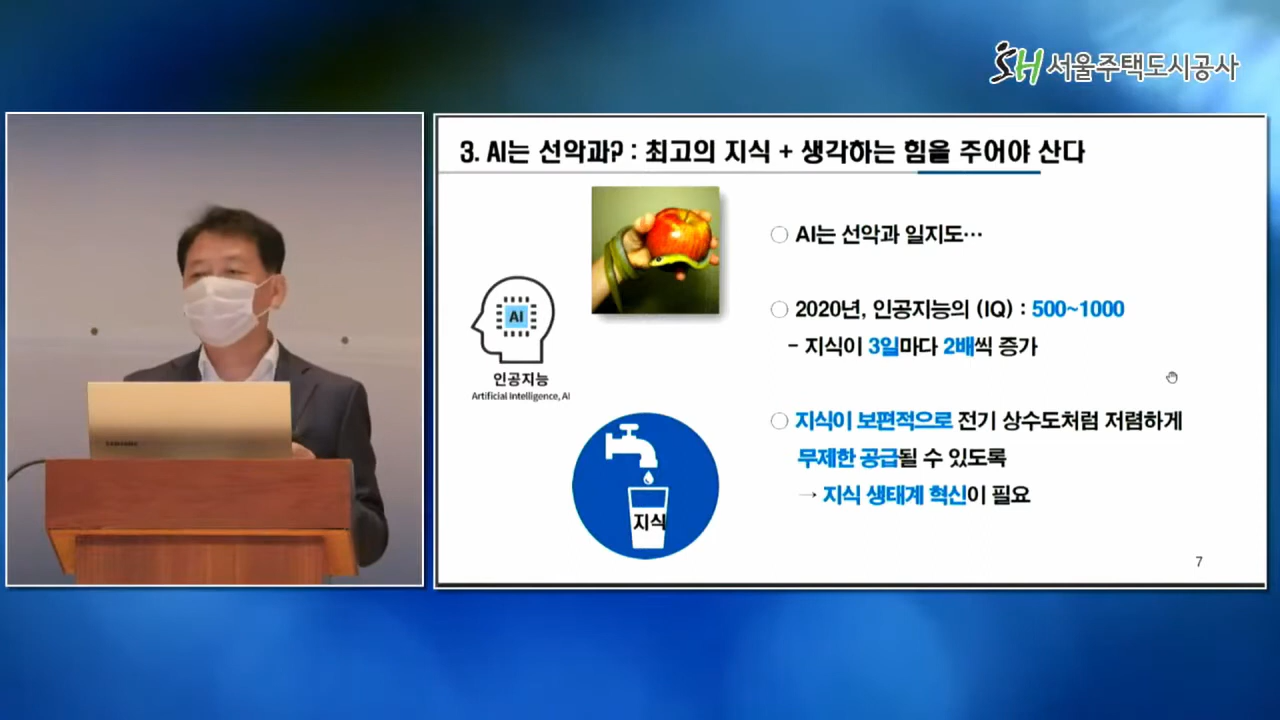 SH 서울주택도시공사
3. AI는 선악과? : 최고의 지식 + 생각하는 힘을 주어야 산다
AI는 선악과 일지도…
AI
인공지능
Artificial Intelligence, AI
2020년, 인공지능의 (IQ) : 500~1000
- 지식이 3일마다 2배씩 증가
지식이 보편적으로 전기 상수도처럼 저렴하게
무제한 공급될 수 있도록
→ 지식 생태계 혁신이 필요
지식
7
SAMSUNG